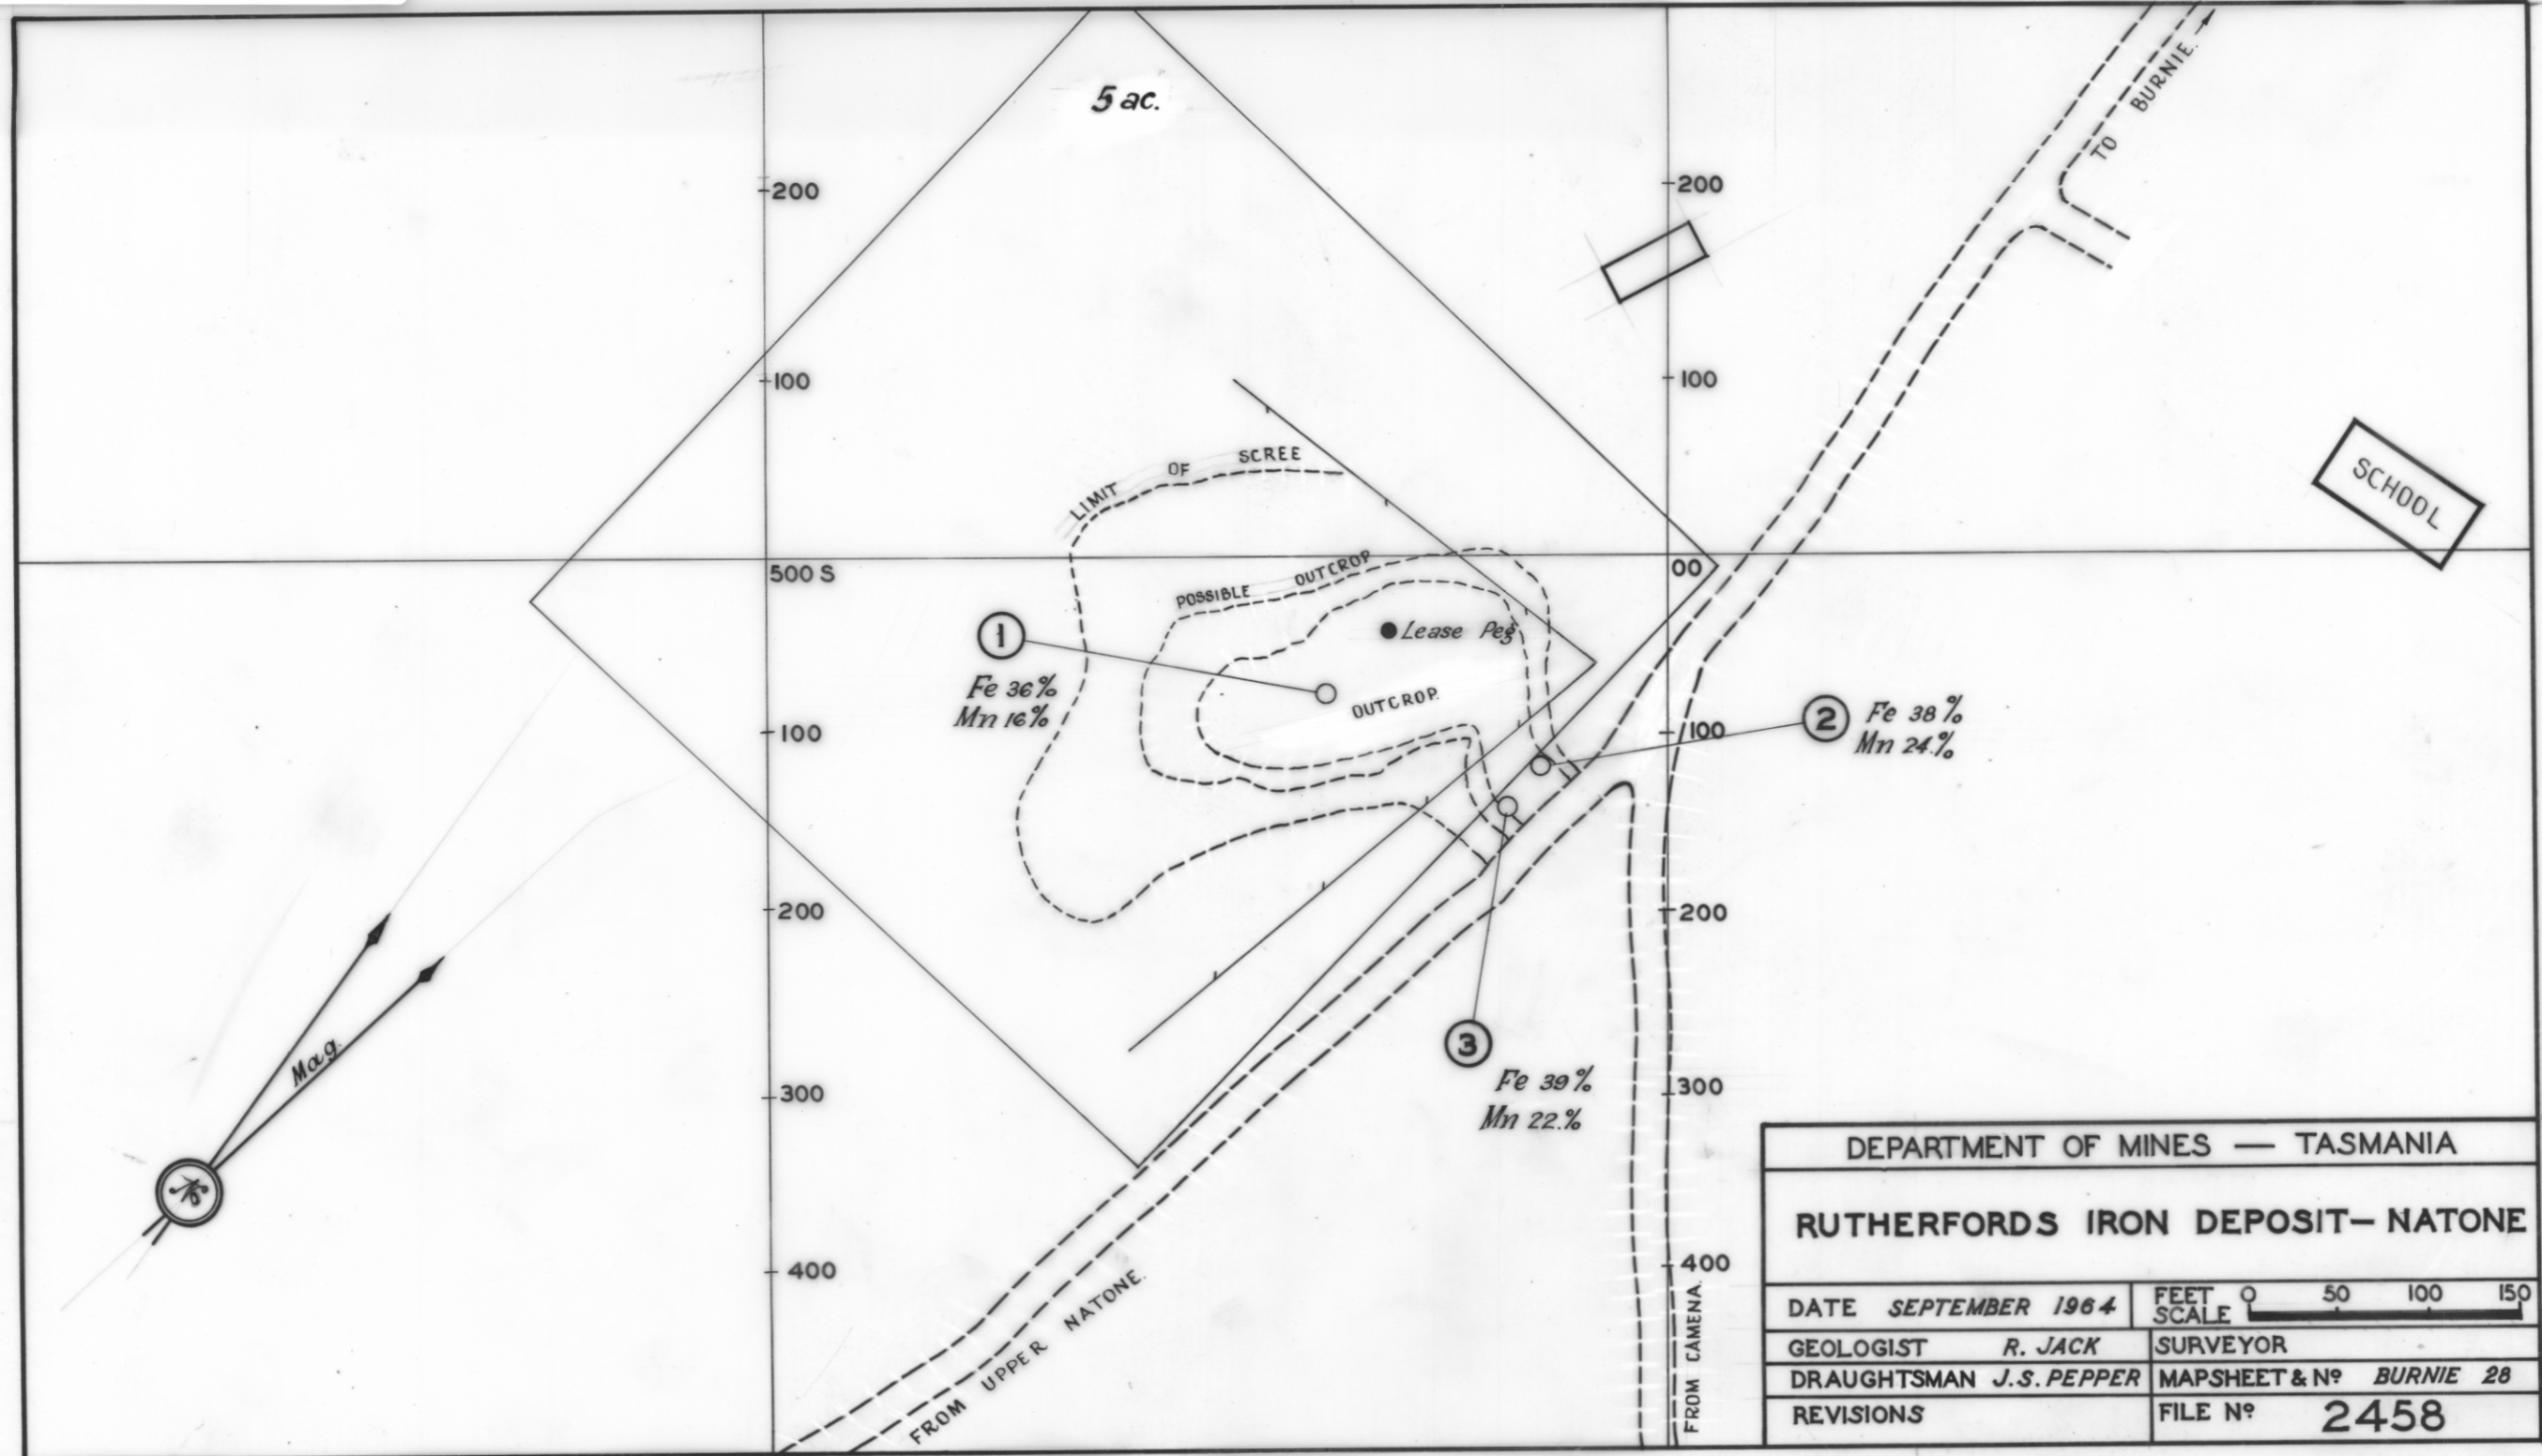 5 ac.
TO BURNIE.
200
200
100
100
SCHOOL
LIMIT OF SCREE
POSSIBLE OUTCROP
500 S
00
1
Lease Peg
Fe 36%
Mn 16%
OUTCROP.
2
Fe 38%
Mn 24.%
100
100
200
200
Mag.
3
Fe 39%
Mn 22.%
300
300
400
400
FROM UPPER NATONE.
FROM CAMENA.
DEPARTMENT OF MINES — TASMANIA
RUTHERFORDS IRON DEPOSIT— NATONE
DATE SEPTEMBER 1964
FEET SCALE 0 50 100 150
GEOLOGIST R. JACK
SURVEYOR
DRAUGHTSMAN J.S. PEPPER
MAPSHEET & Nº BURNIE 28
REVISIONS
FILE Nº 2458